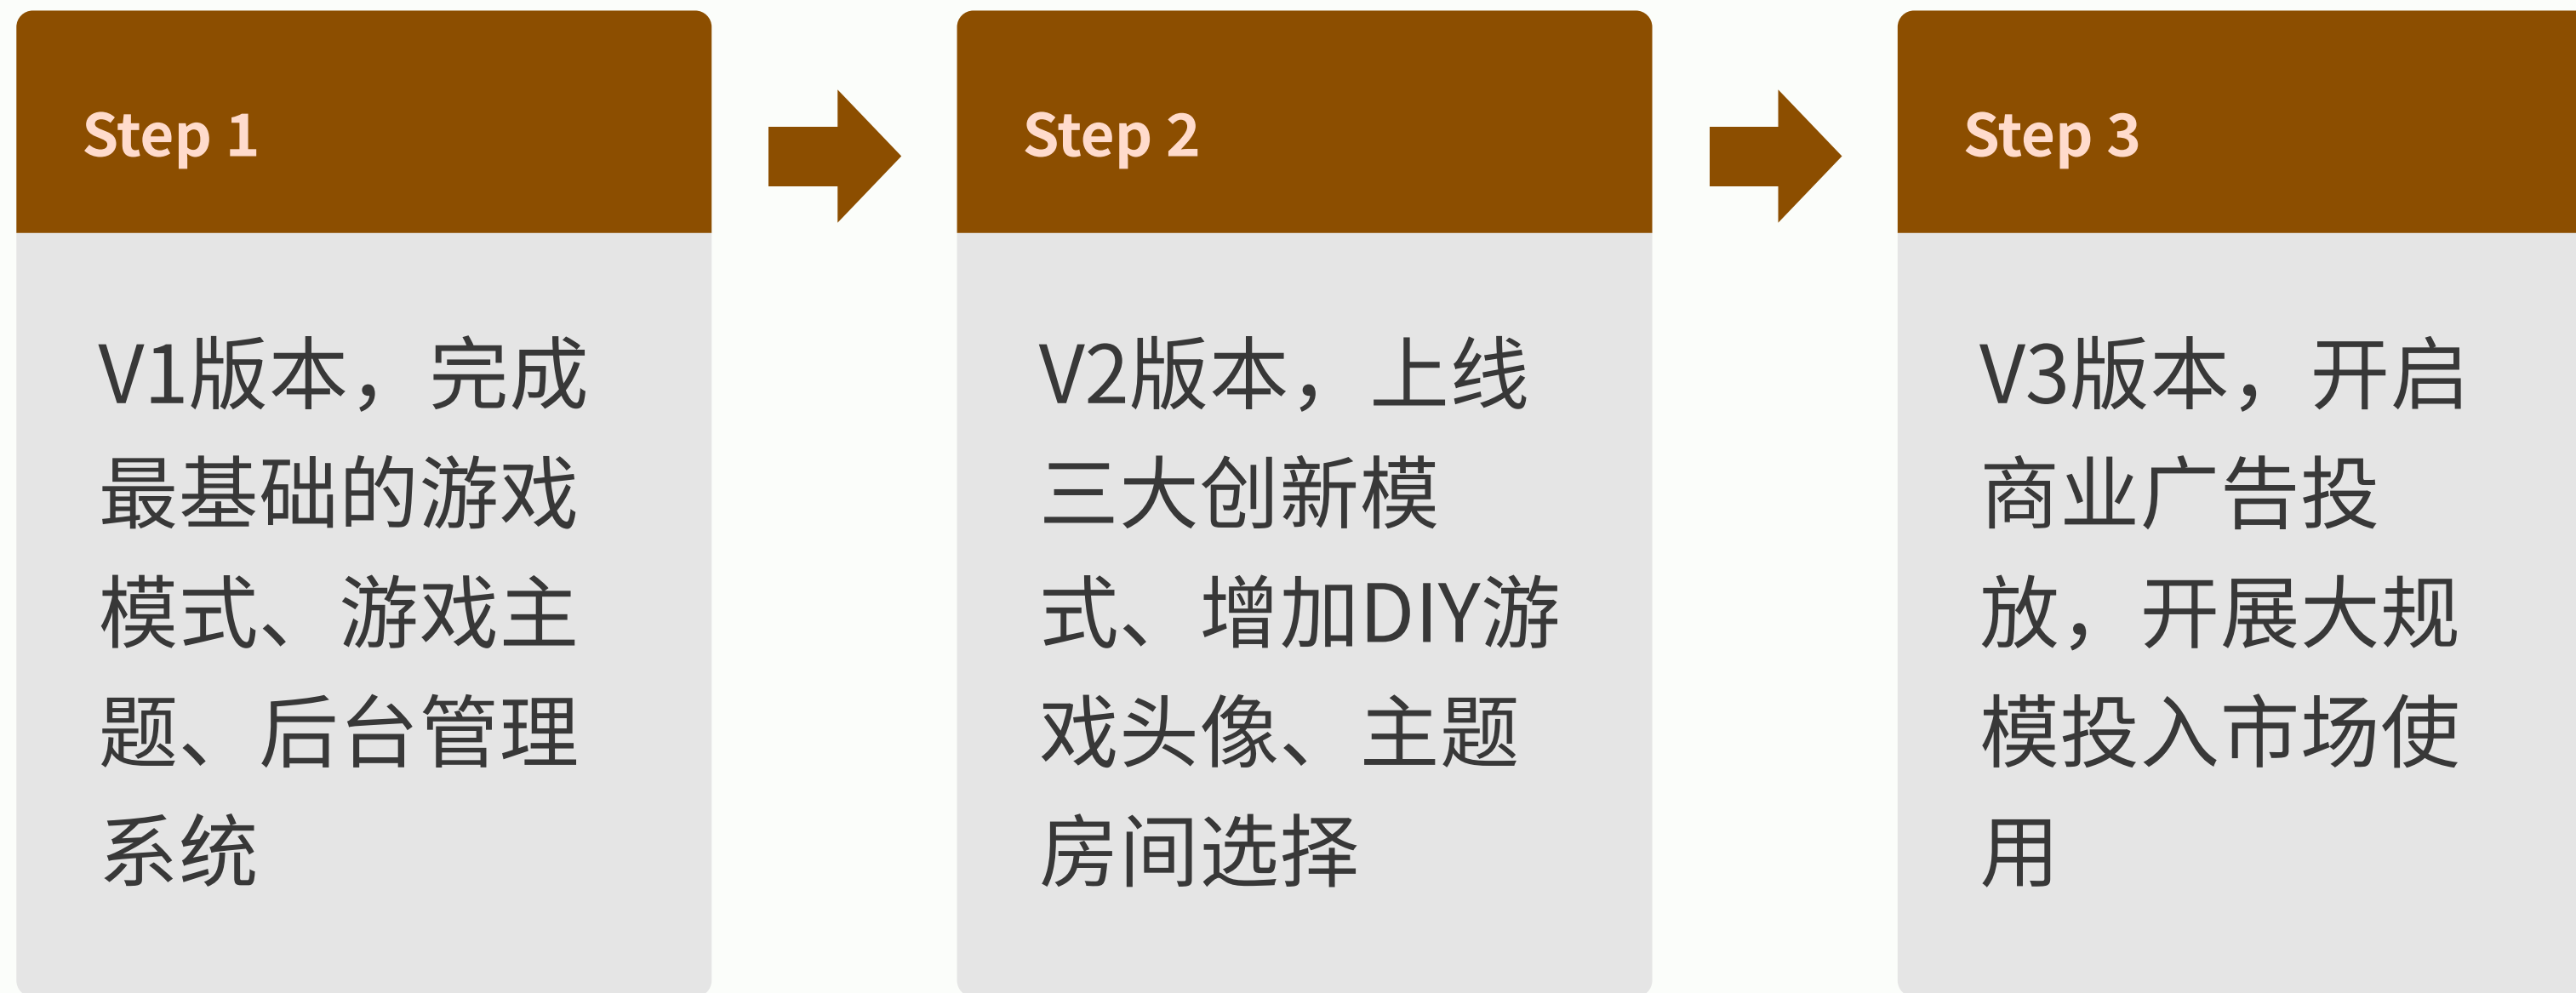 Step 1
V1版本，完成
最基础的游戏
模式、游戏主
题、后台管理
系统
Step 2
V2版本，上线
三大创新模
式、增加DIY游
戏头像、主题
房间选择
Step 3
V3版本，开启
商业广告投
放，开展大规
模投入市场使
用